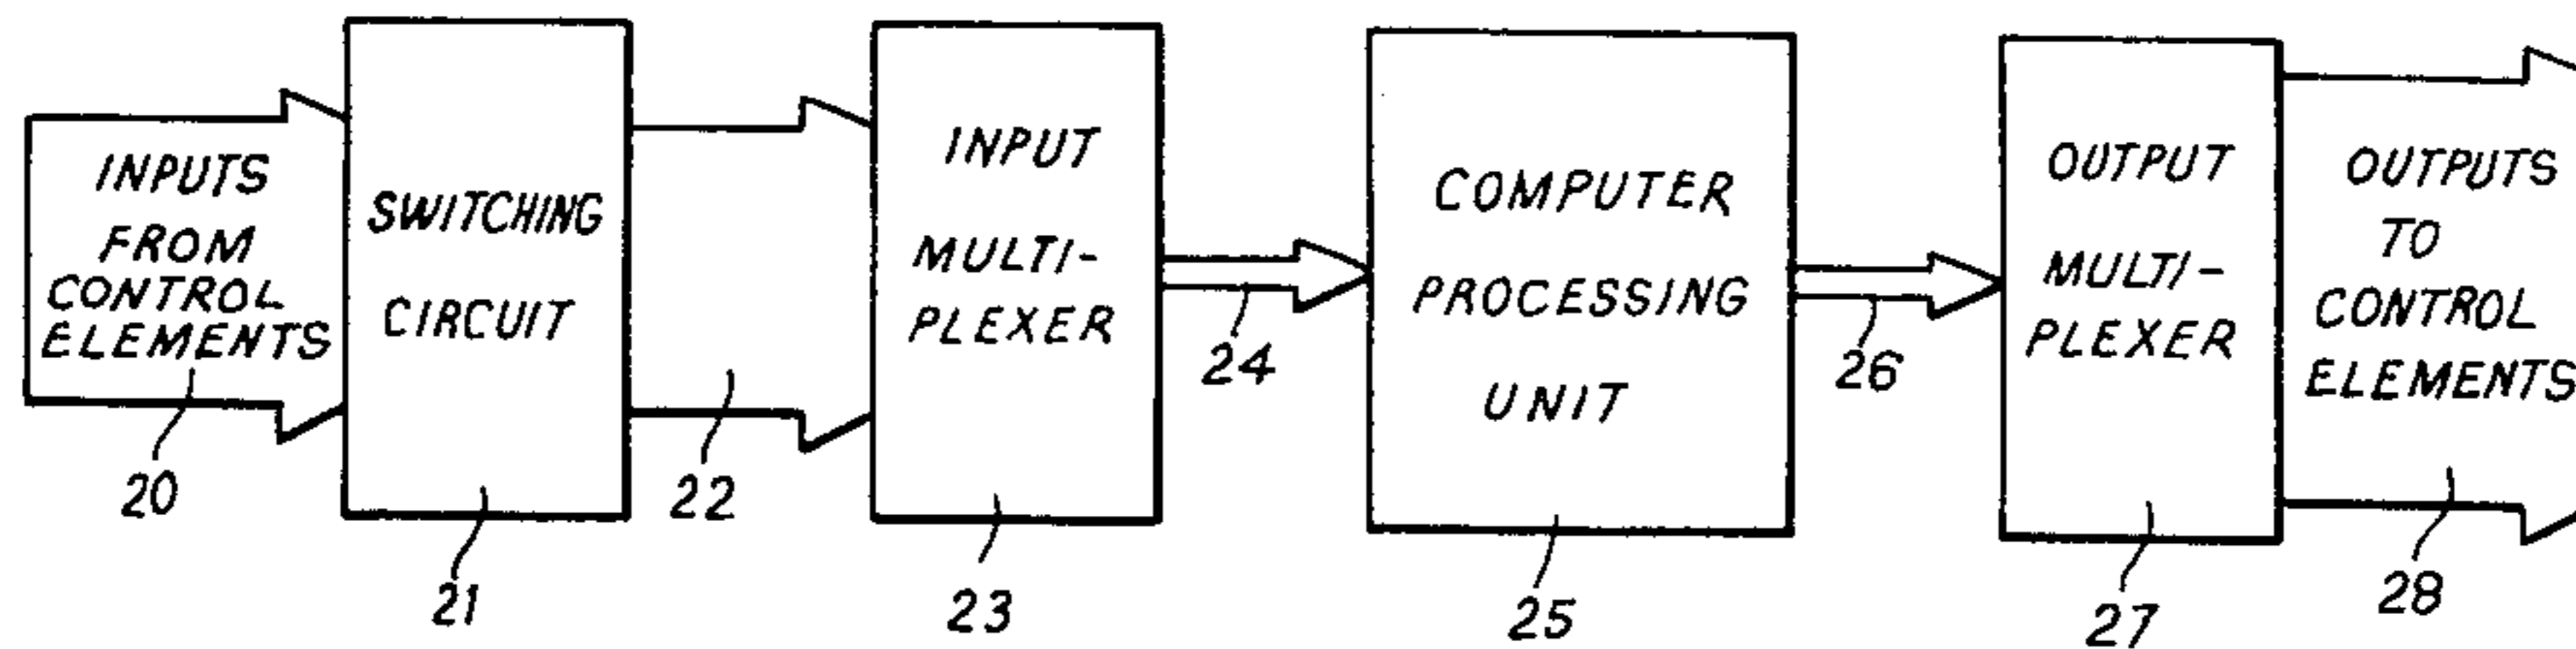 INPUTS
FROM
CONTROL
ELEMENTS
20
SWITCHING
CIRCUIT
21
22
INPUT
MULTI-
PLEXER
23
24
COMPUTER
PROCESSING
UNIT
25
26
OUTPUT
MULTI-
PLEXER
27
OUTPUTS
TO
CONTROL
ELEMENTS
28